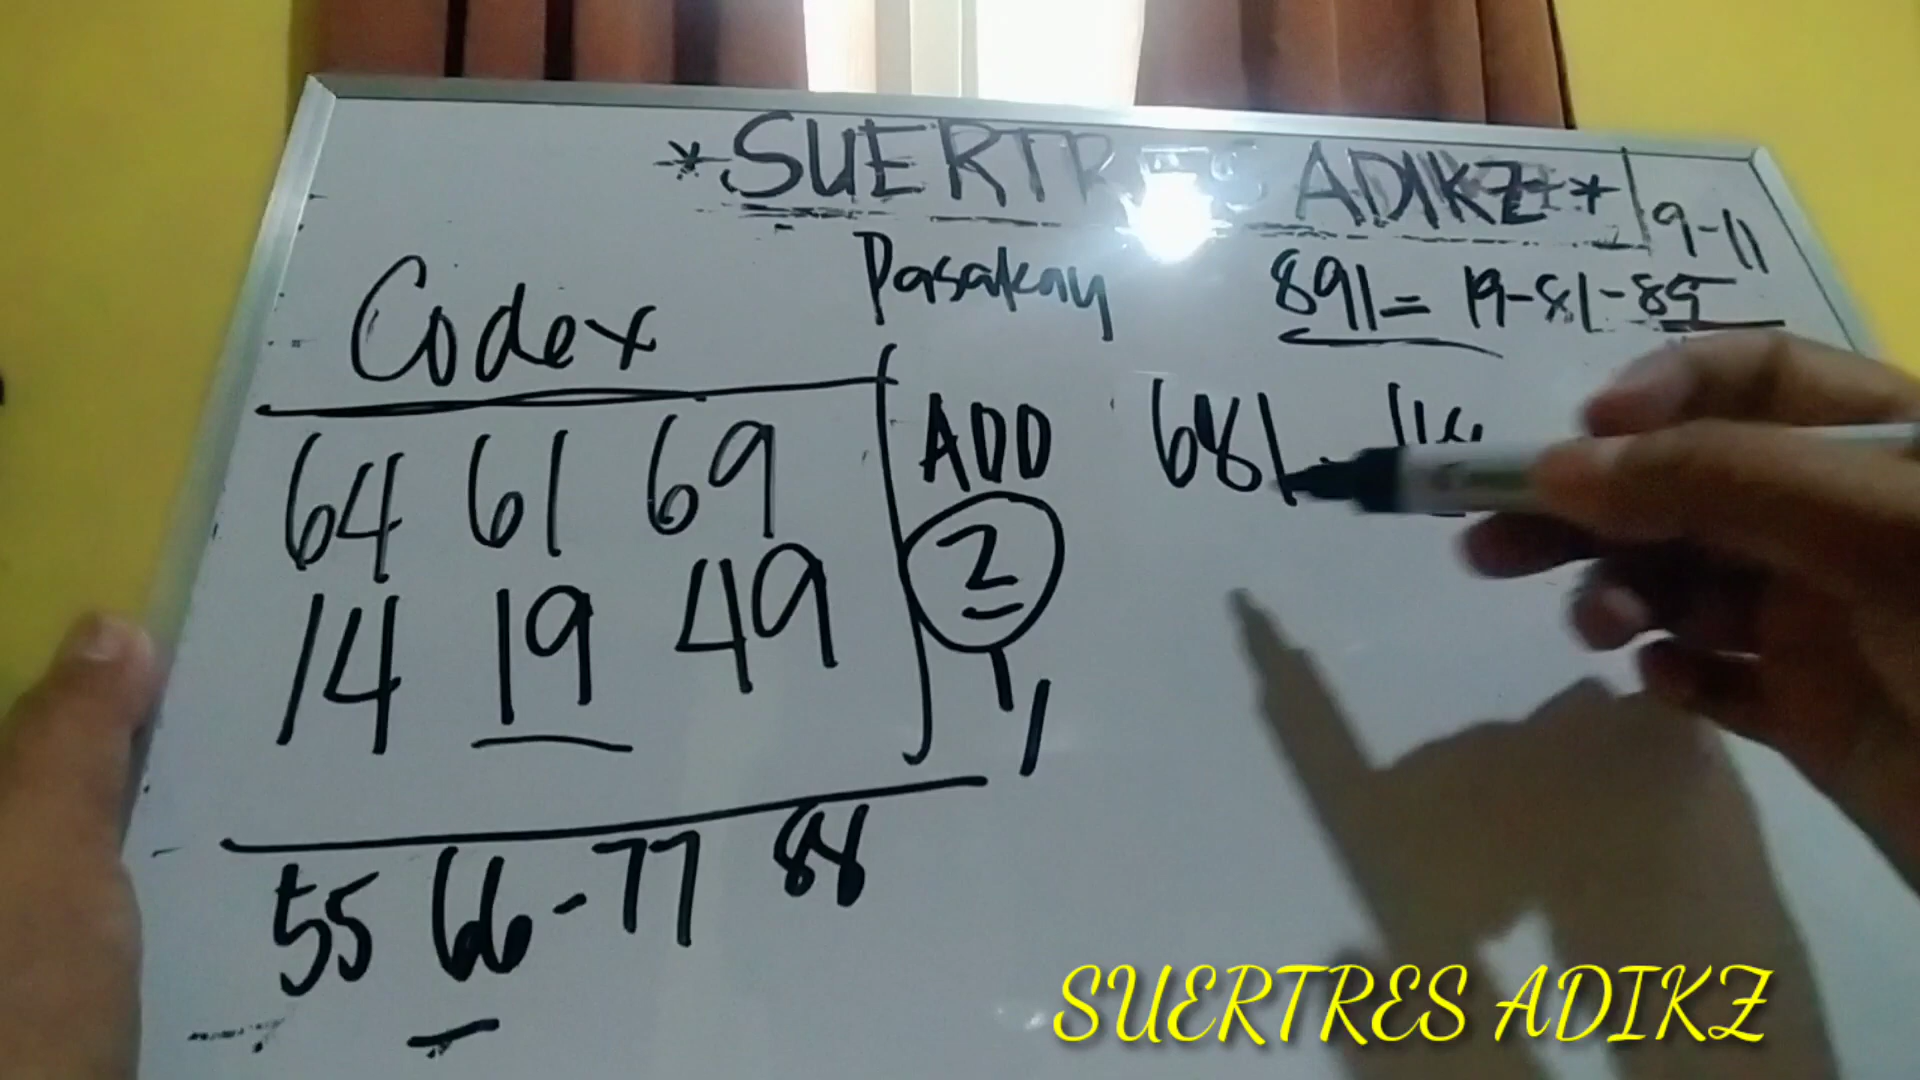 *SUERTRES ADIKZ*
9-11
Pasakay 891 = 19-81-89
Codex
64 61 69 ADD 681
14 19 49 2
1
55 66-77 88
SUERTRES ADIKZ